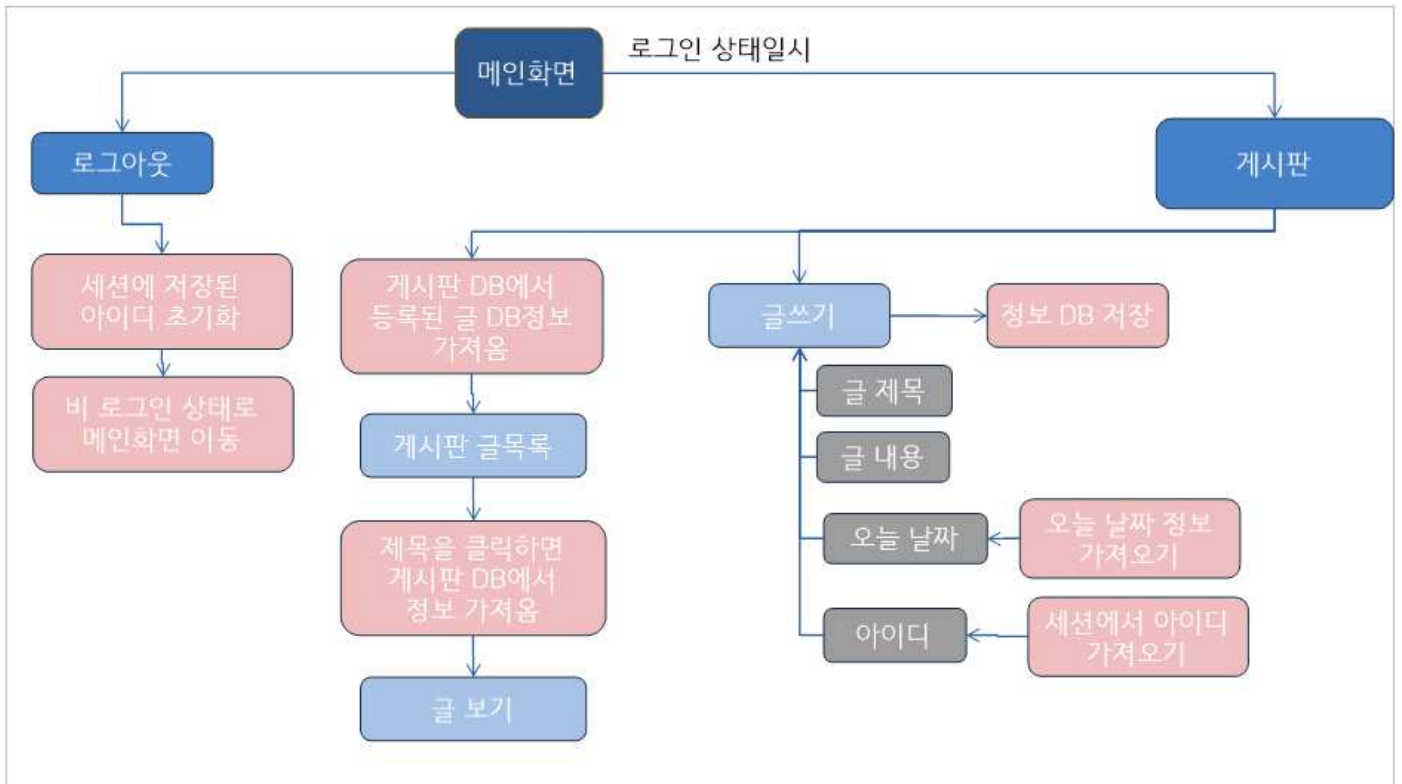 메인화면
로그인 상태일시
로그아웃
게시판
세션에 저장된
아이디 초기화
비 로그인 상태로
메인화면 이동
게시판 DB에서
등록된 글 DB정보
가져옴
게시판 글목록
제목을 클릭하면
게시판 DB에서
정보 가져옴
글 보기
글쓰기
정보 DB 저장
글 제목
글 내용
오늘 날짜
오늘 날짜 정보
가져오기
아이디
세션에서 아이디
가져오기